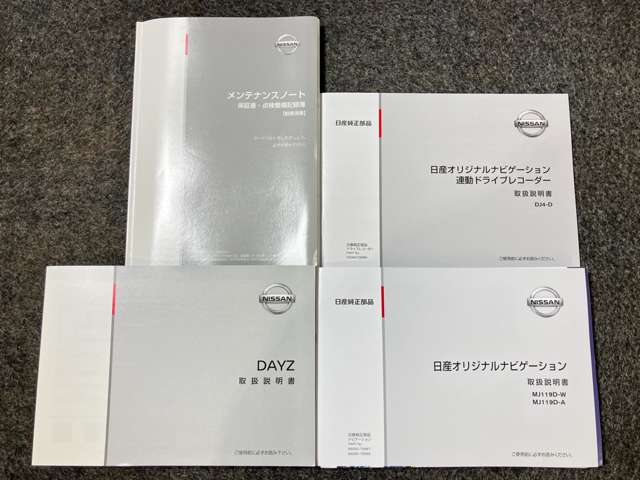 NISSAN
メンテナンスノート
保証書・点検整備記録簿
日産純正部品
NISSAN
日産オリジナルナビゲーション
連動ドライブレコーダー
取扱説明書
DJ4-D
ご使用前に必ずお読みください。
NISSAN
DAYZ
取扱説明書
ご使用前に必ずお読み下さい。
日産純正部品
NISSAN
日産オリジナルナビゲーション
取扱説明書
MJ119D-W
MJ119D-A
ご使用前に必ずお読みください。